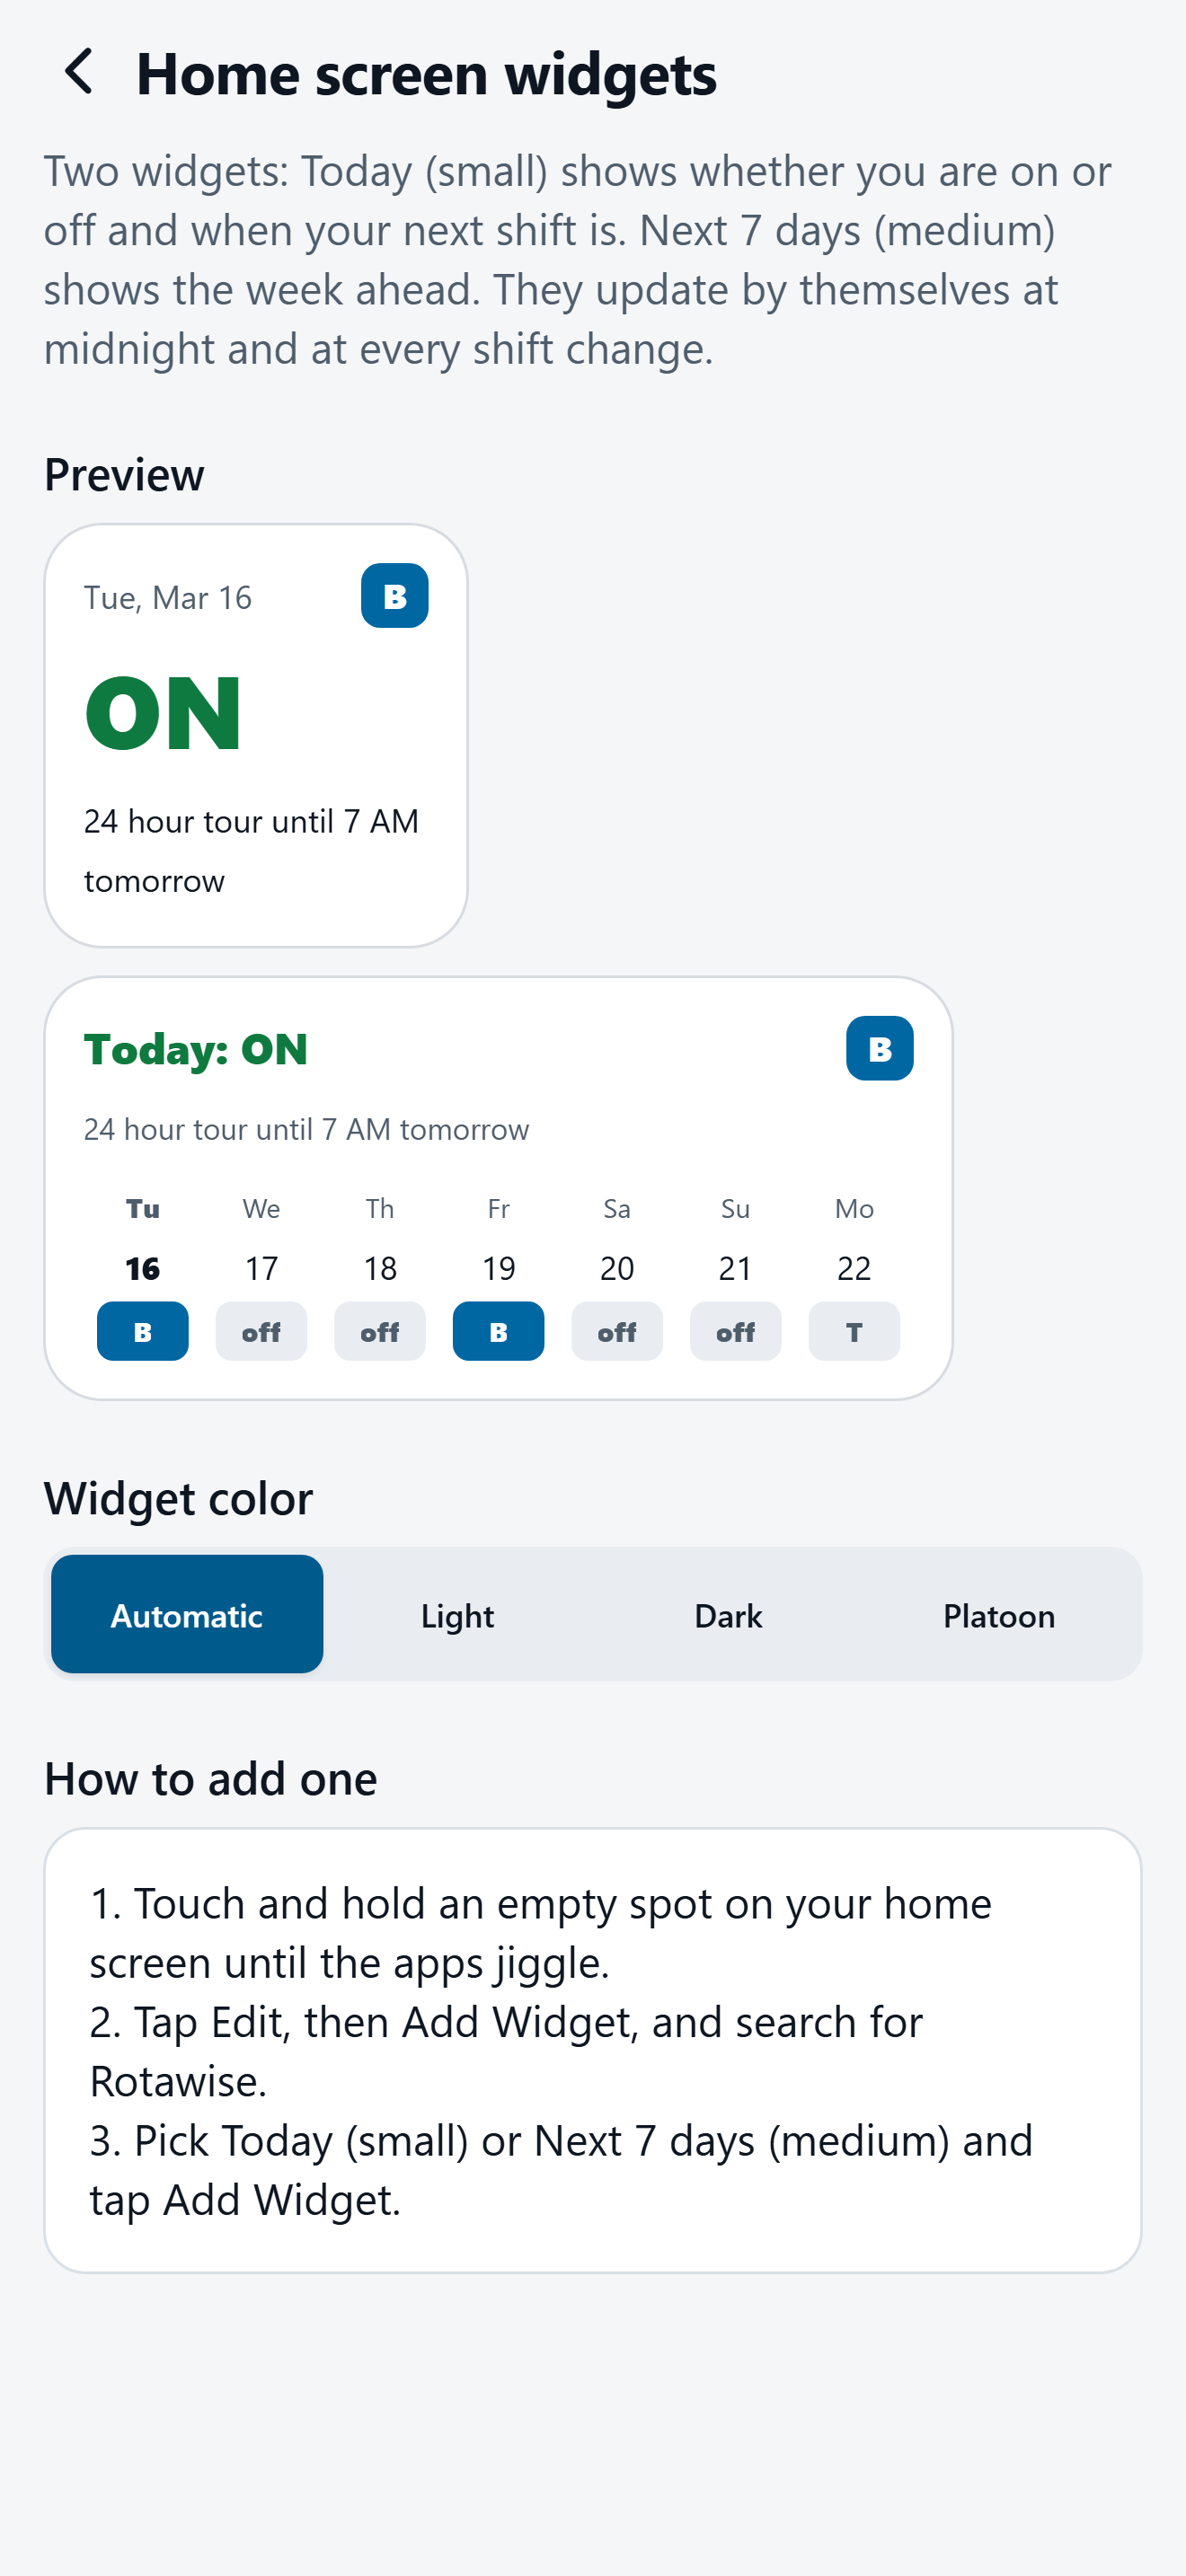 Home screen widgets
Two widgets: Today (small) shows whether you are on or
off and when your next shift is. Next 7 days (medium)
shows the week ahead. They update by themselves at
midnight and at every shift change.
Preview
Tue, Mar 16 B
ON
24 hour tour until 7 AM
tomorrow
Today: ON B
24 hour tour until 7 AM tomorrow
Tu We Th Fr Sa Su Mo
16 17 18 19 20 21 22
B off off B off off T
Widget color
Automatic Light Dark Platoon
How to add one
1. Touch and hold an empty spot on your home
screen until the apps jiggle.
2. Tap Edit, then Add Widget, and search for
Rotawise.
3. Pick Today (small) or Next 7 days (medium) and
tap Add Widget.